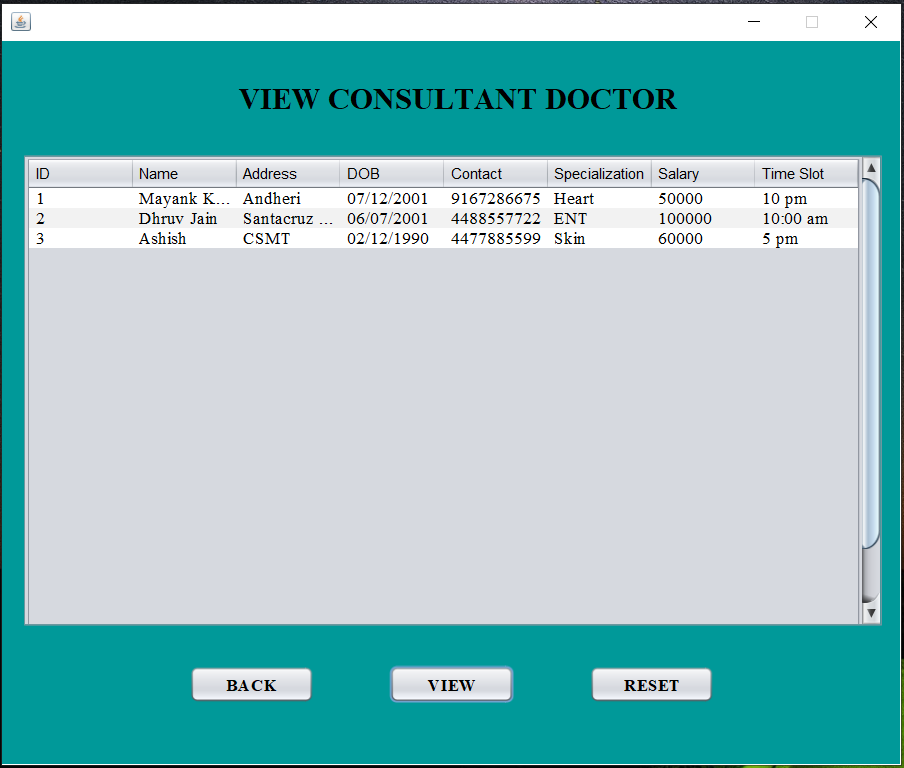 VIEW CONSULTANT DOCTOR
ID Name Address DOB Contact Specialization Salary Time Slot
1 Mayank K... Andheri 07/12/2001 9167286675 Heart 50000 10 pm
2 Dhruv Jain Santacruz ... 06/07/2001 4488557722 ENT 100000 10:00 am
3 Ashish CSMT 02/12/1990 4477885599 Skin 60000 5 pm
BACK VIEW RESET